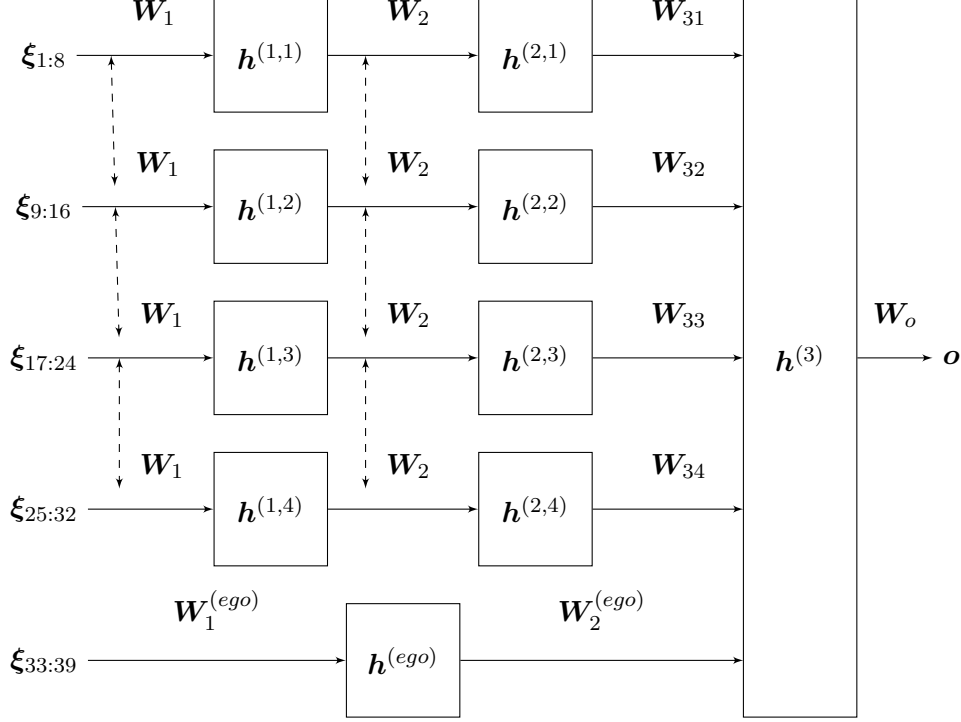 W₁ W₂ W₃₁
ξ₁:₈ h⁽¹,¹⁾ h⁽²,¹⁾
W₁ W₂ W₃₂
ξ₉:₁₆ h⁽¹,²⁾ h⁽²,²⁾
W₁ W₂ W₃₃ Wₒ
ξ₁₇:₂₄ h⁽¹,³⁾ h⁽²,³⁾ h⁽³⁾ o
W₁ W₂ W₃₄
ξ₂₅:₃₂ h⁽¹,⁴⁾ h⁽²,⁴⁾
W₁⁽ᵉᵍᵒ⁾ W₂⁽ᵉᵍᵒ⁾
ξ₃₃:₃₉ h⁽ᵉᵍᵒ⁾